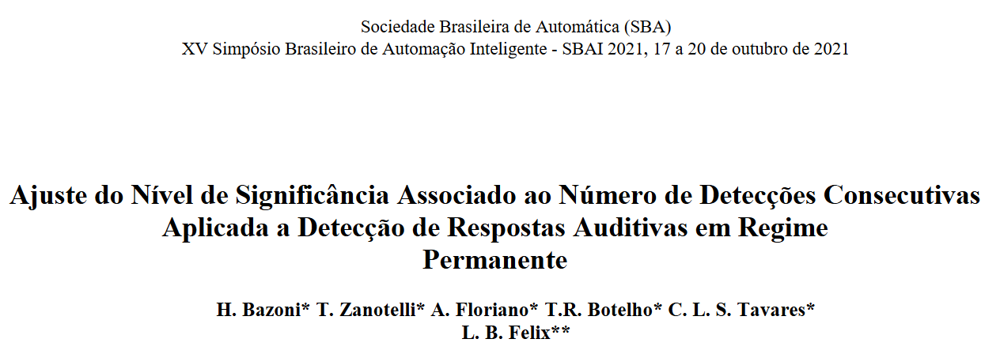 Sociedade Brasileira de Automática (SBA)
XV Simpósio Brasileiro de Automação Inteligente - SBAI 2021, 17 a 20 de outubro de 2021
Ajuste do Nível de Significância Associado ao Número de Detecções Consecutivas
Aplicada a Detecção de Respostas Auditivas em Regime
Permanente
H. Bazoni* T. Zanotelli* A. Floriano* T.R. Botelho* C. L. S. Tavares*
L. B. Felix**